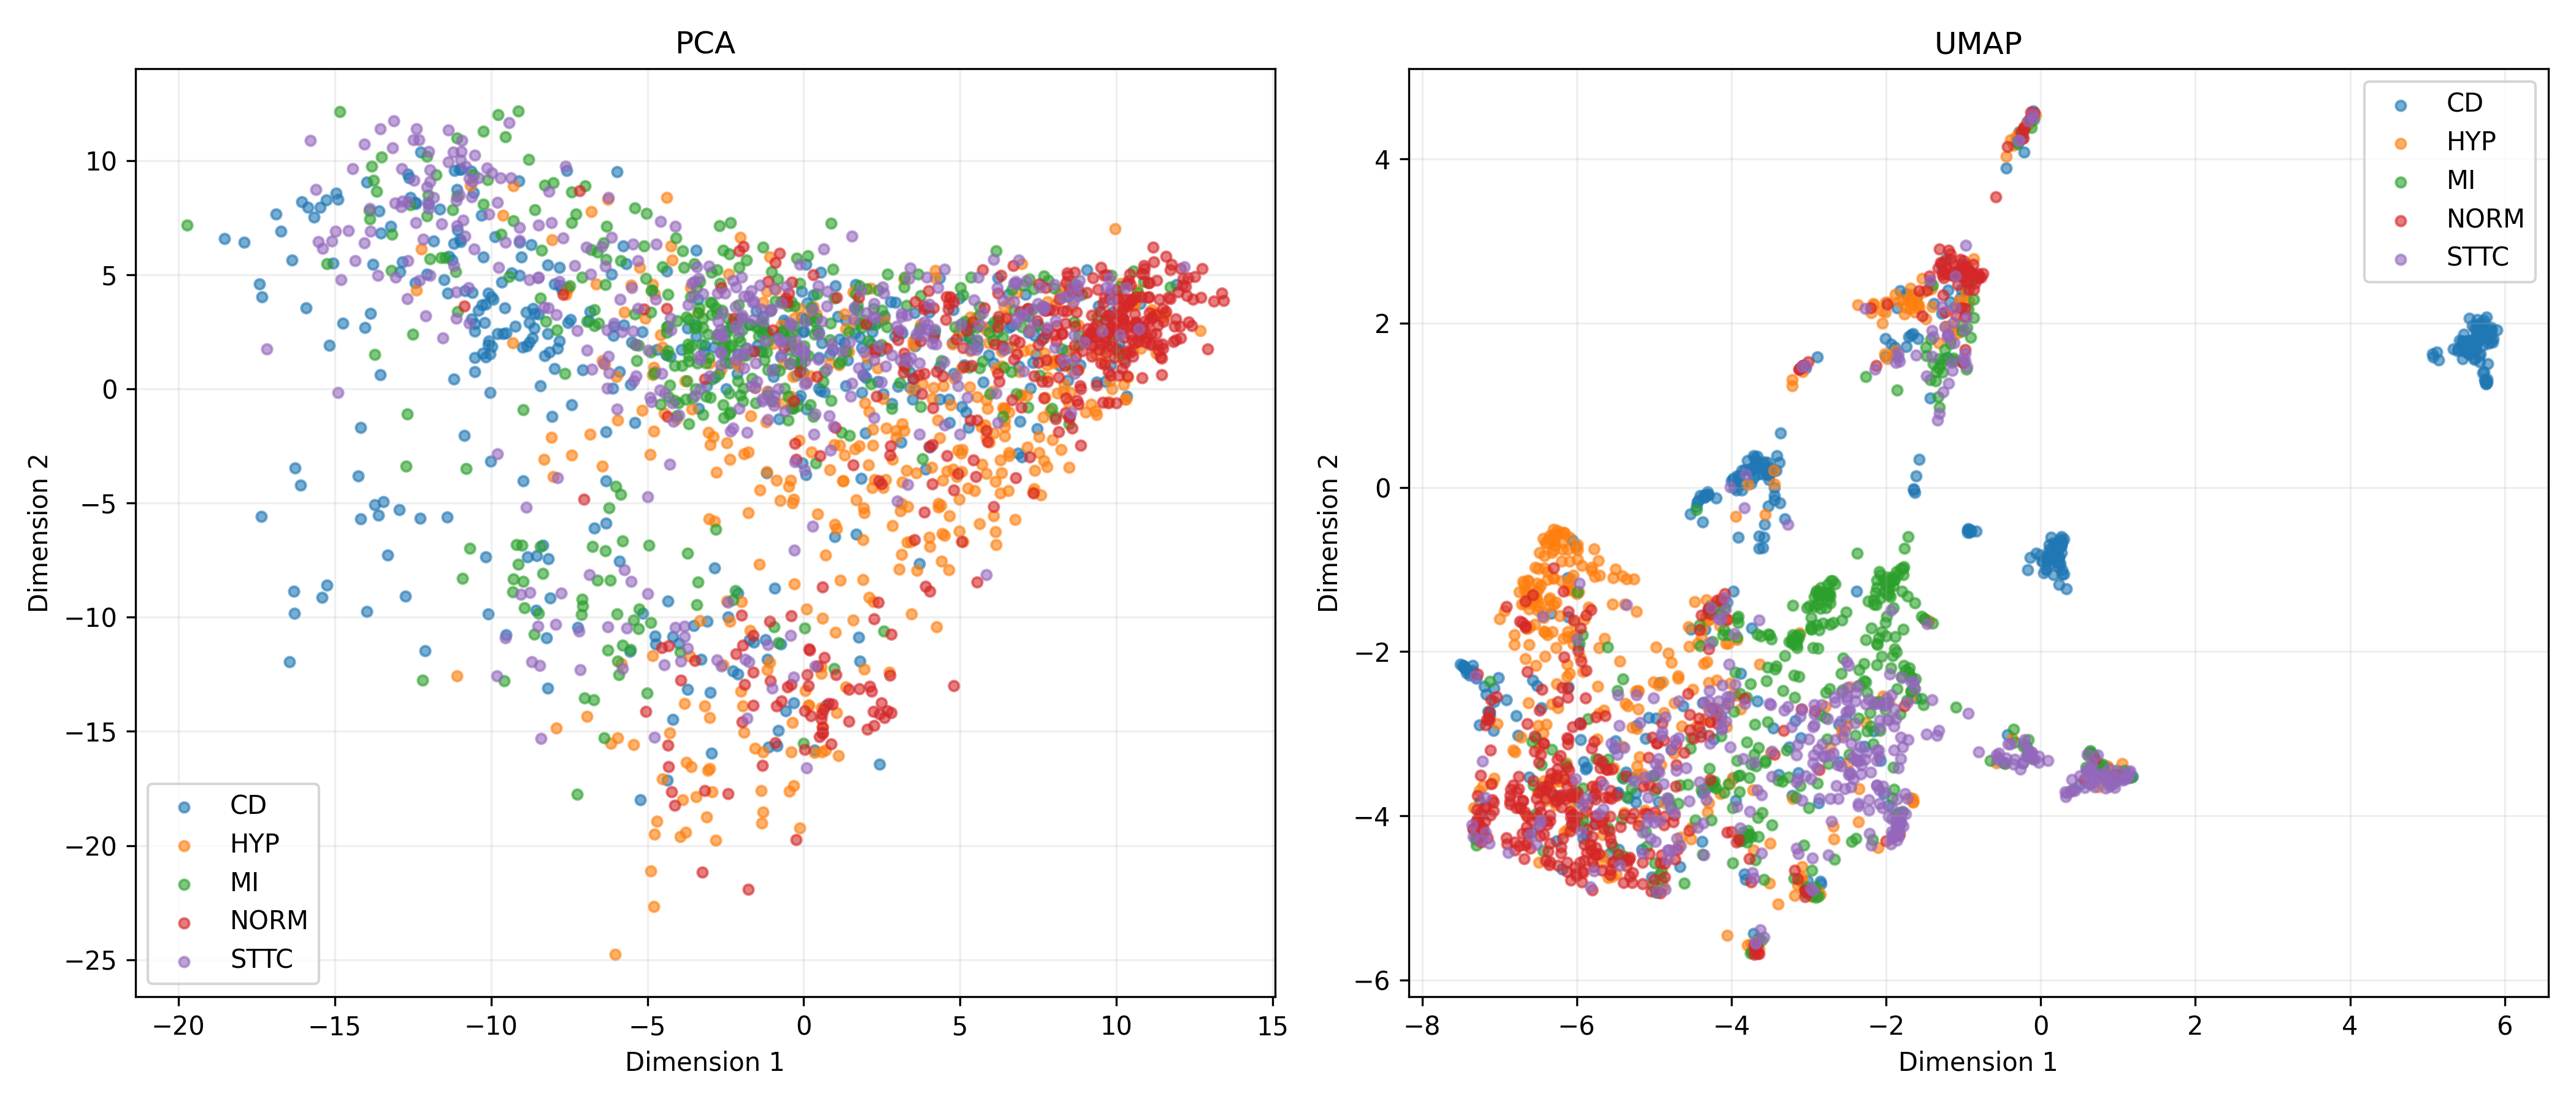 PCA
10
5
0
−5
−10
−15
−20
−25
Dimension 2
CD
HYP
MI
NORM
STTC
−20 −15 −10 −5 0 5 10 15
Dimension 1
UMAP
4
2
0
−2
−4
−6
Dimension 2
CD
HYP
MI
NORM
STTC
−8 −6 −4 −2 0 2 4 6
Dimension 1